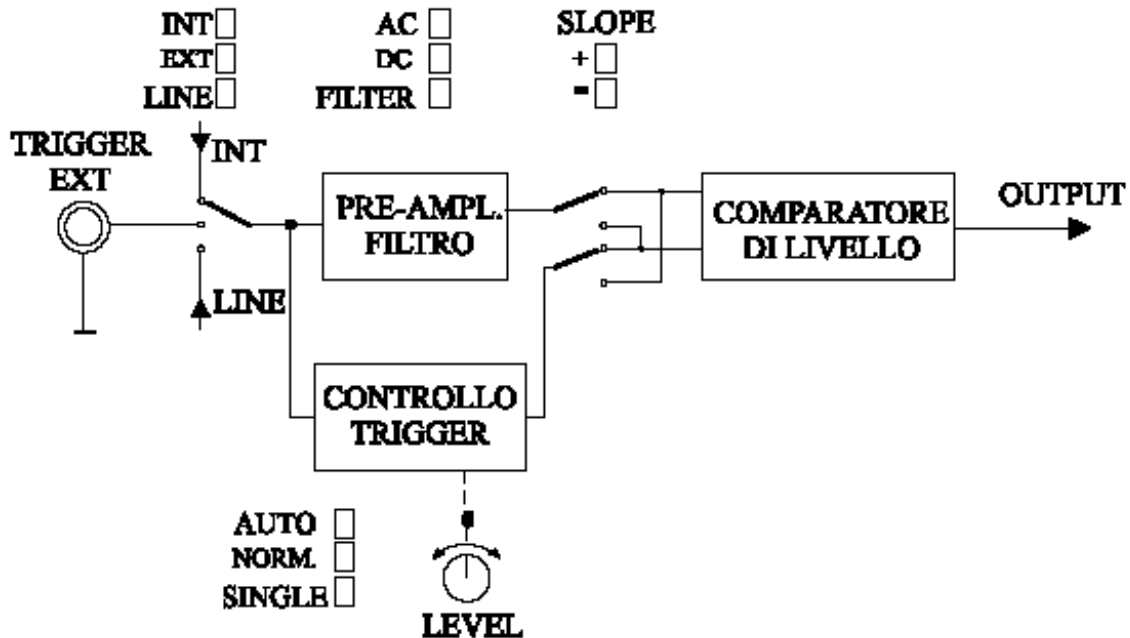 INT
EXT
LINE
AC
DC
FILTER
SLOPE
+
-
TRIGGER
EXT
INT
LINE
PRE-AMPL.
FILTRO
COMPARATORE
DI LIVELLO
OUTPUT
CONTROLLO
TRIGGER
AUTO
NORM.
SINGLE
LEVEL